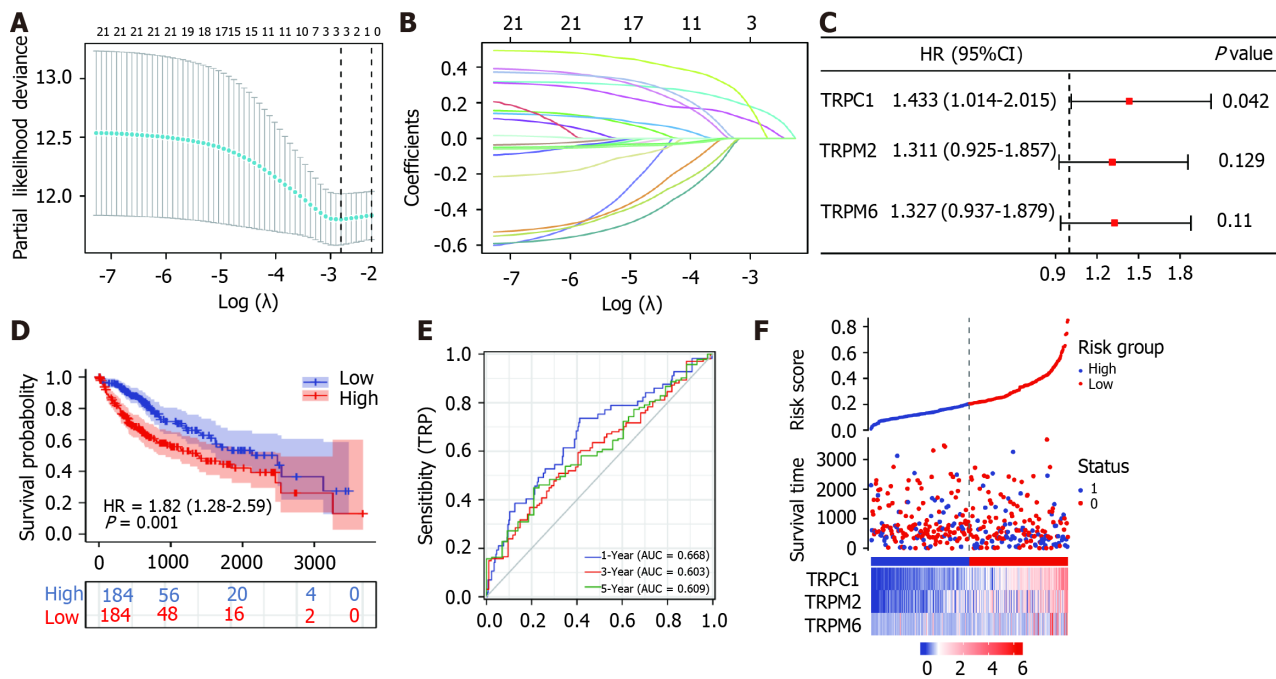 A
21 21 21 21 21 19 18 1715 15 11 11 10 7 3 3 3 2 1 0
Partial likelihood deviance
13.0
12.5
12.0
-7 -6 -5 -4 -3 -2
Log (λ)
B
21 21 17 11 3
Coefficients
0.4
0.2
0.0
-0.2
-0.4
-0.6
-7 -6 -5 -4 -3
Log (λ)
C
HR (95%CI) P value
TRPC1 1.433 (1.014-2.015) 0.042
TRPM2 1.311 (0.925-1.857) 0.129
TRPM6 1.327 (0.937-1.879) 0.11
0.9 1.2 1.5 1.8
D
Survival probabolity
1.0
0.8
0.6
0.4
0.2
0.0
Low
High
HR = 1.82 (1.28-2.59)
P = 0.001
0 1000 2000 3000
High 184 56 20 4 0
Low 184 48 16 2 0
E
Sensitibity (TRP)
1.0
0.8
0.6
0.4
0.2
0.0
1-Year (AUC = 0.668)
3-Year (AUC = 0.603)
5-Year (AUC = 0.609)
0.0 0.2 0.4 0.6 0.8 1.0
F
Risk score
0.8
0.6
0.4
0.2
0.0
Risk group
High
Low
Survival time
3000
2000
1000
0
Status
1
0
TRPC1
TRPM2
TRPM6
0 2 4 6